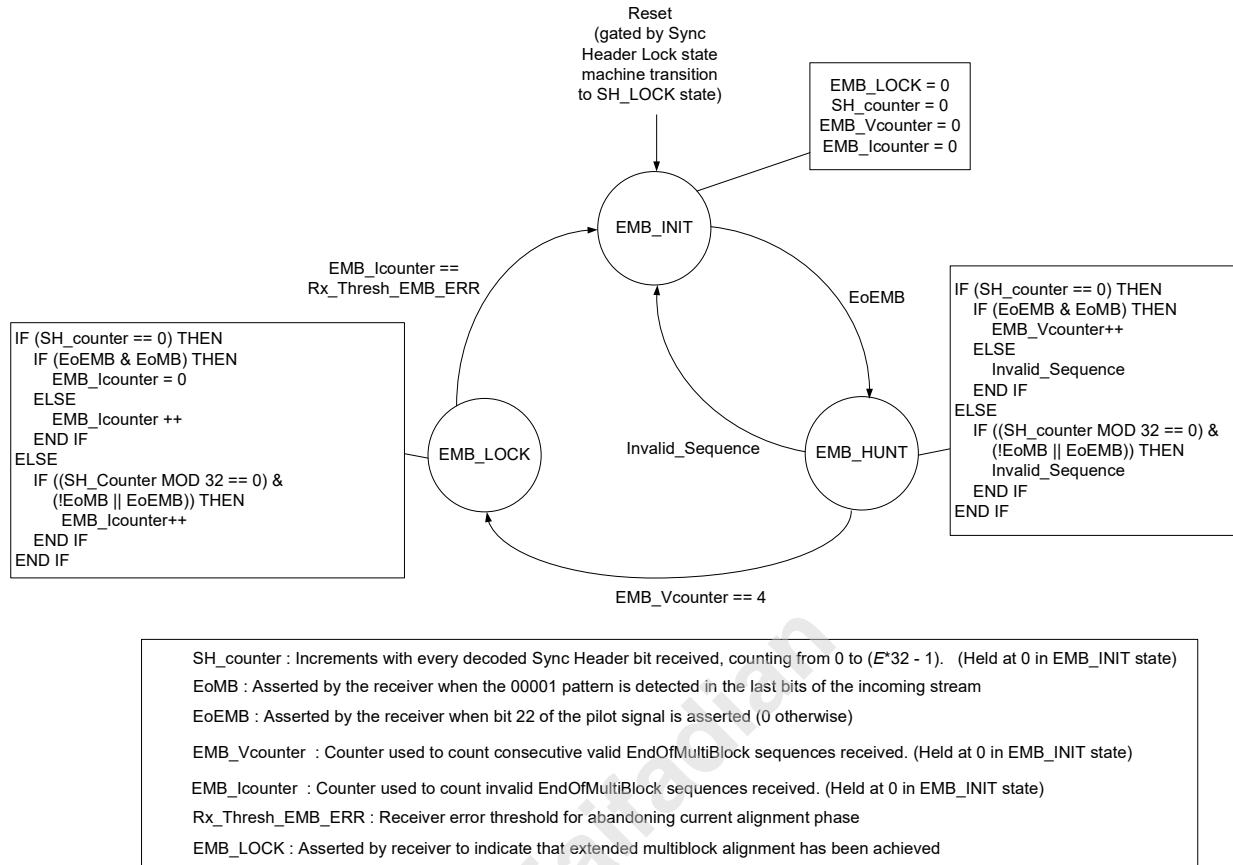 Reset
(gated by Sync
Header Lock state
machine transition
to SH_LOCK state)
EMB_LOCK = 0
SH_counter = 0
EMB_Vcounter = 0
EMB_Icounter = 0
EMB_INIT
EMB_Icounter ==
Rx_Thresh_EMB_ERR
EoEMB
IF (SH_counter == 0) THEN
IF (EoEMB & EoMB) THEN
EMB_Vcounter++
ELSE
Invalid_Sequence
END IF
ELSE
IF ((SH_counter MOD 32 == 0) &
(!EoMB || EoEMB)) THEN
Invalid_Sequence
END IF
END IF
IF (SH_counter == 0) THEN
IF (EoEMB & EoMB) THEN
EMB_Icounter = 0
ELSE
EMB_Icounter ++
END IF
ELSE
IF ((SH_Counter MOD 32 == 0) &
(!EoMB || EoEMB)) THEN
EMB_Icounter++
END IF
END IF
EMB_LOCK
Invalid_Sequence
EMB_HUNT
EMB_Vcounter == 4
SH_counter : Increments with every decoded Sync Header bit received, counting from 0 to (E*32 - 1). (Held at 0 in EMB_INIT state)
EoMB : Asserted by the receiver when the 00001 pattern is detected in the last bits of the incoming stream
EoEMB : Asserted by the receiver when bit 22 of the pilot signal is asserted (0 otherwise)
EMB_Vcounter : Counter used to count consecutive valid EndOfMultiBlock sequences received. (Held at 0 in EMB_INIT state)
EMB_Icounter : Counter used to count invalid EndOfMultiBlock sequences received. (Held at 0 in EMB_INIT state)
Rx_Thresh_EMB_ERR : Receiver error threshold for abandoning current alignment phase
EMB_LOCK : Asserted by receiver to indicate that extended multiblock alignment has been achieved